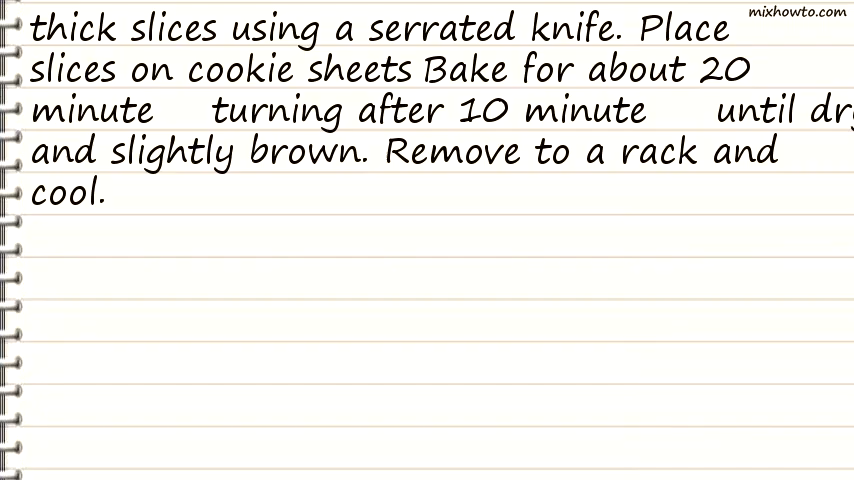 mixhowto.com
thick slices using a serrated knife. Place
slices on cookie sheets Bake for about 20
minute turning after 10 minute until dry
and slightly brown. Remove to a rack and
cool.